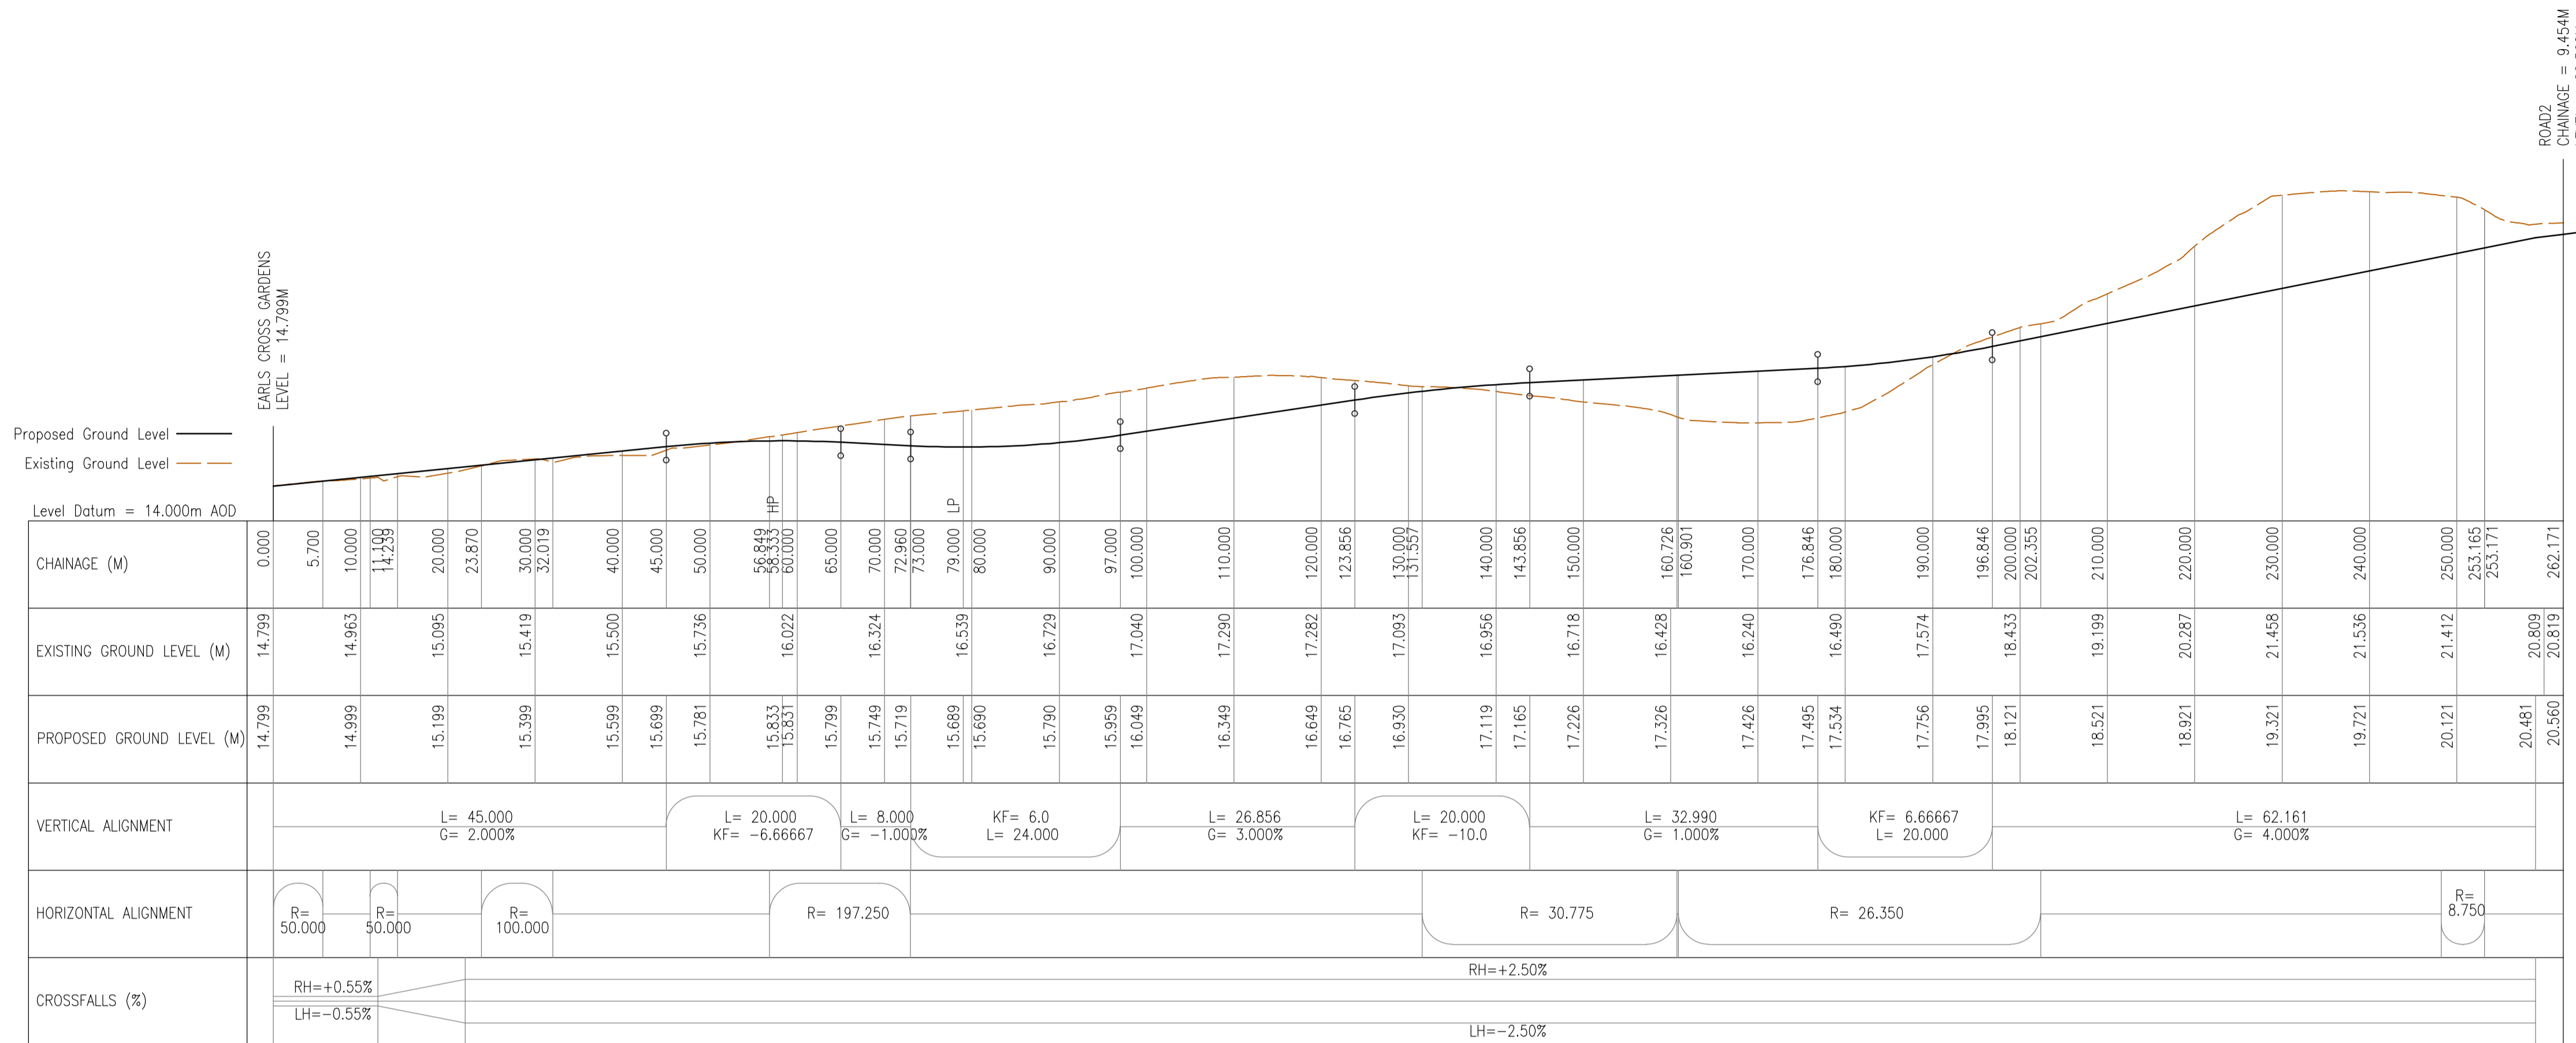 ROAD2
CHAINAGE = 9.454M
EARLS CROSS GARDENS
LEVEL = 14.799M
Proposed Ground Level
Existing Ground Level
Level Datum = 14.000m AOD
HP
LP
CHAINAGE (M)
0.000 5.700 10.000 11.100 14.239 20.000 23.870 30.000 32.019 40.000 45.000 50.000 56.849 58.333 60.000 65.000 70.000 72.960 73.000 79.000 80.000 90.000 97.000 100.000 110.000 120.000 123.856 130.000 131.557 140.000 143.856 150.000 160.726 160.901 170.000 176.846 180.000 190.000 196.846 200.000 202.355 210.000 220.000 230.000 240.000 250.000 253.165 253.171 262.171
EXISTING GROUND LEVEL (M)
14.799 14.963 15.095 15.419 15.500 15.736 16.022 16.324 16.539 16.729 17.040 17.290 17.282 17.093 16.956 16.718 16.428 16.240 16.490 17.574 18.433 19.199 20.287 21.458 21.536 21.412 20.809 20.819
PROPOSED GROUND LEVEL (M)
14.799 14.999 15.199 15.399 15.599 15.699 15.781 15.833 15.831 15.799 15.749 15.719 15.689 15.690 15.790 15.959 16.049 16.349 16.649 16.765 16.930 17.119 17.165 17.226 17.326 17.426 17.495 17.534 17.756 17.995 18.121 18.521 18.921 19.321 19.721 20.121 20.481 20.560
VERTICAL ALIGNMENT
L= 45.000
G= 2.000%
L= 20.000
KF= -6.66667
L= 8.000
G= -1.000%
KF= 6.0
L= 24.000
L= 26.856
G= 3.000%
L= 20.000
KF= -10.0
L= 32.990
G= 1.000%
KF= 6.66667
L= 20.000
L= 62.161
G= 4.000%
HORIZONTAL ALIGNMENT
R=
50.000
R=
50.000
R=
100.000
R= 197.250
R= 30.775
R= 26.350
R=
8.750
CROSSFALLS (%)
RH=+0.55%
LH=-0.55%
RH=+2.50%
LH=-2.50%